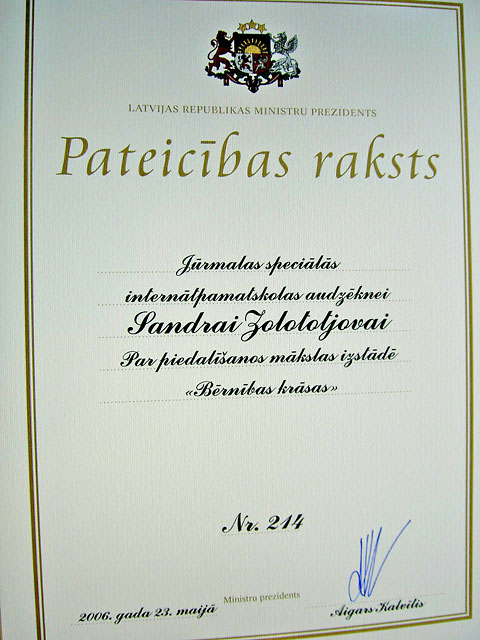 LATVIJAS REPUBLIKAS MINISTRU PREZIDENTS
Pateicības raksts
Jūrmalas speciālās
internātpamatskolas audzēknei
Sandrai Zolototjovai
Par piedalīšanos mākslas izstādē
«Bērnības krāsas»
Nr. 214
Ministru prezidents
2006. gada 23. maijā
Aigars Kalvītis